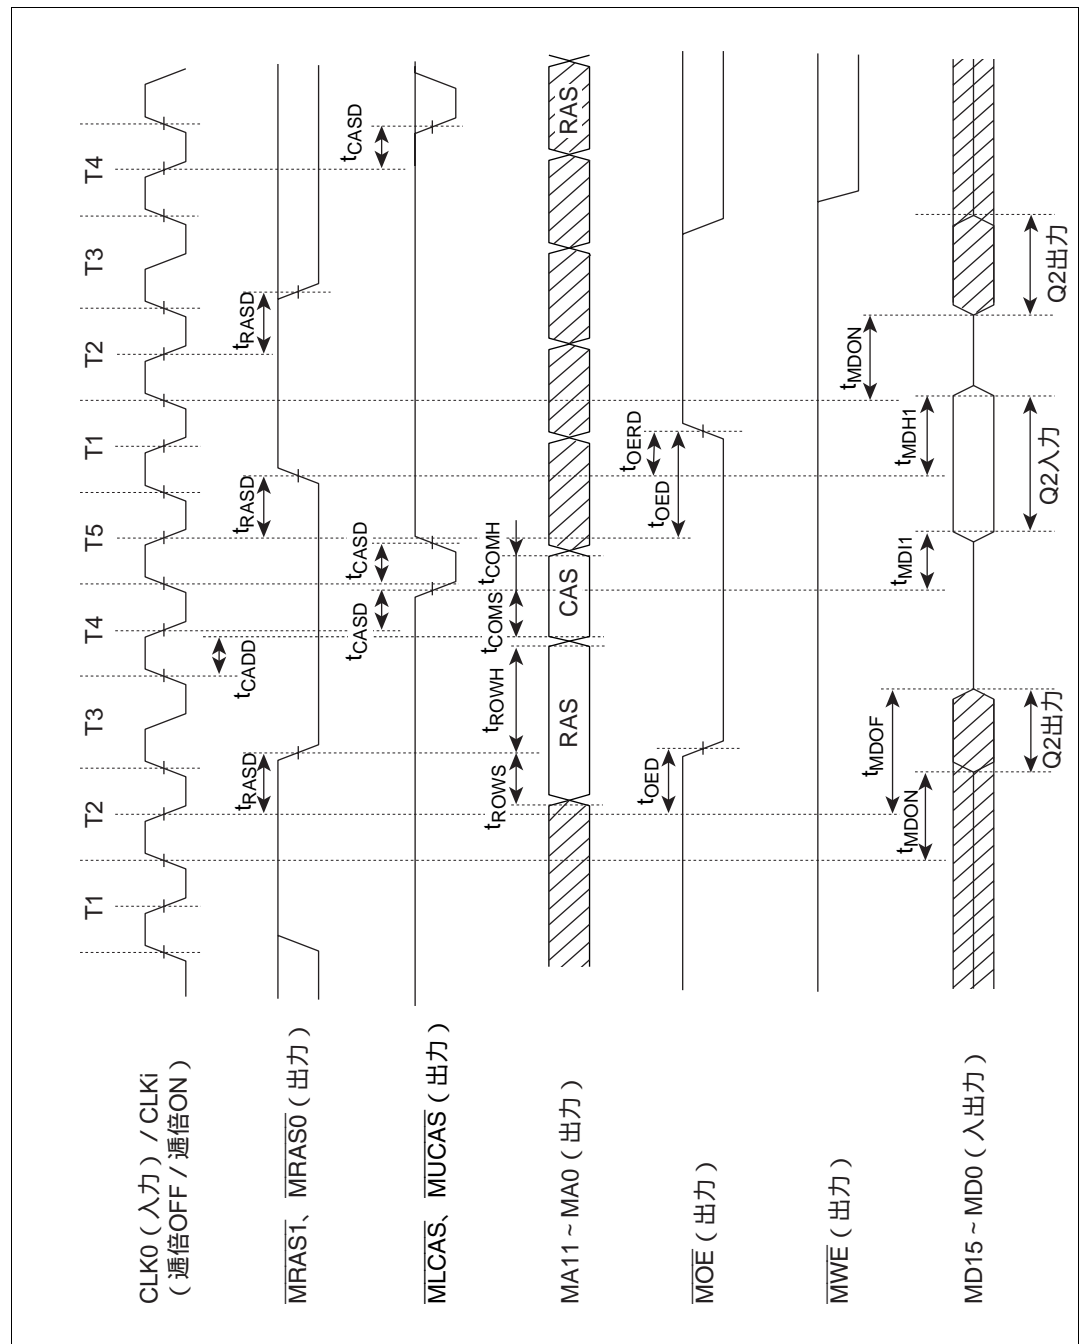 T1 T2 T3 T4 T5 T1 T2 T3 T4
CLK0（入力）/ CLKi
（逓倍OFF / 逓倍ON）
tCADD
tRASD tRASD tRASD
MRAS1、MRAS0（出力）
tCASD tCASD tCASD
MLCAS、MUCAS（出力）
tROWS tROWH tCOMS tCOMH
MA11 ~ MA0（出力） RAS CAS RAS
tOED tOED tOERD
MOE（出力）
MWE（出力）
tMDOF tMDON
tMDON tMDI1 tMDH1
MD15 ~ MD0（入出力）
Q2出力 Q2入力 Q2出力